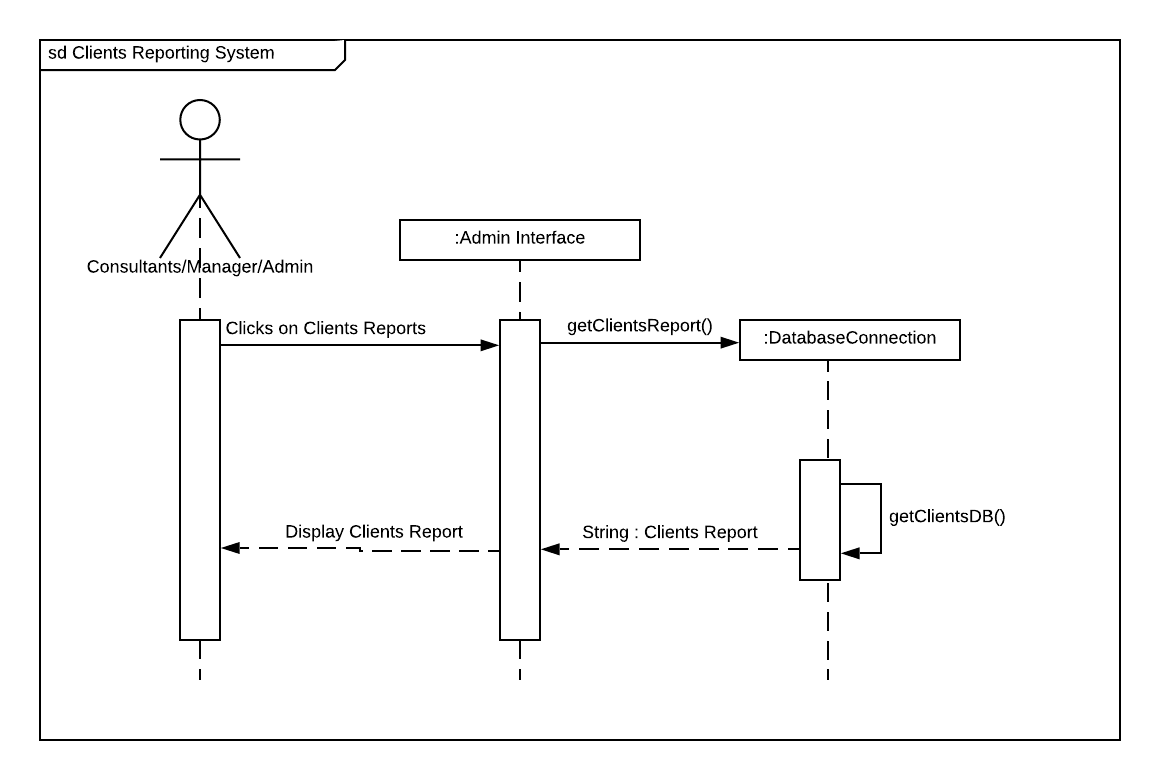 sd Clients Reporting System
:Admin Interface
Consultants/Manager/Admin
Clicks on Clients Reports
getClientsReport()
:DatabaseConnection
getClientsDB()
Display Clients Report
String : Clients Report